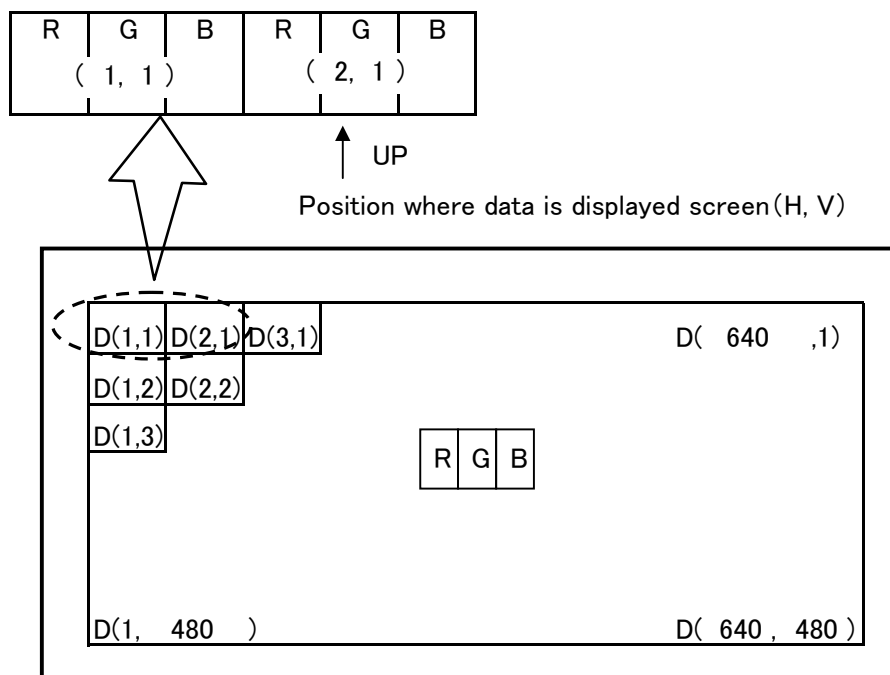 R G B R G B
( 1, 1 ) ( 2, 1 )
UP
Position where data is displayed screen(H, V)
D(1,1) D(2,1) D(3,1) D( 640 ,1)
D(1,2) D(2,2)
D(1,3)
R G B
D(1, 480 ) D( 640 , 480 )